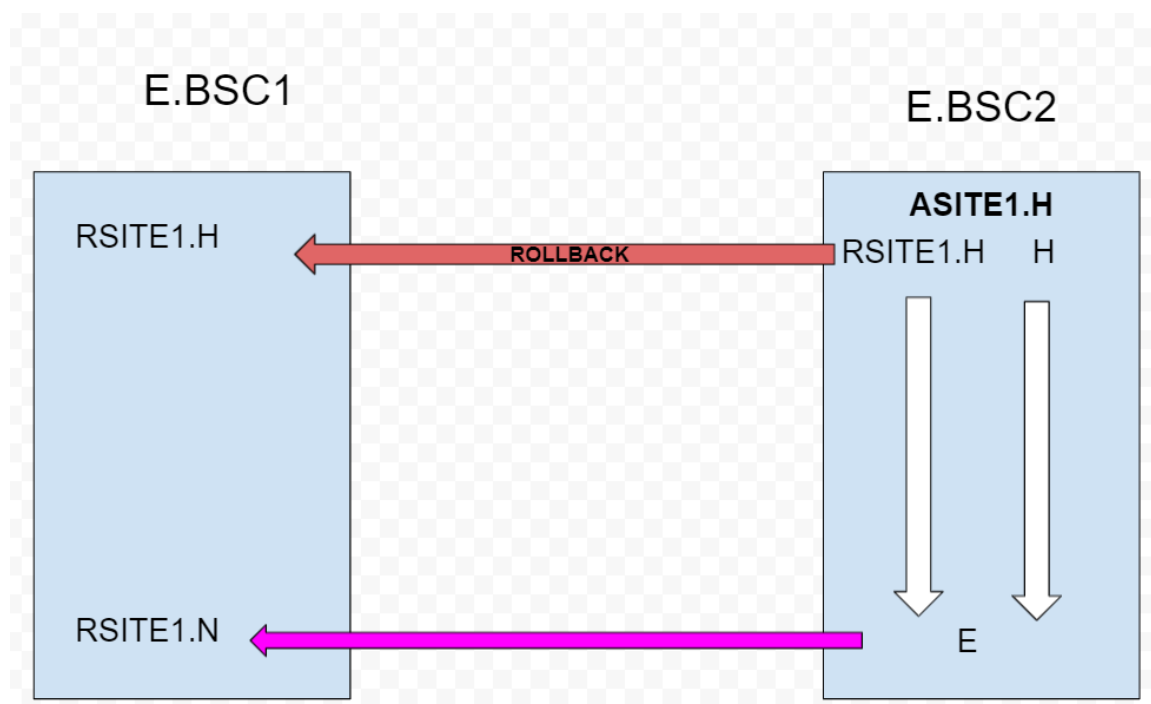 E.BSC1
E.BSC2
ASITE1.H
RSITE1.H
ROLLBACK
RSITE1.H H
RSITE1.N
E